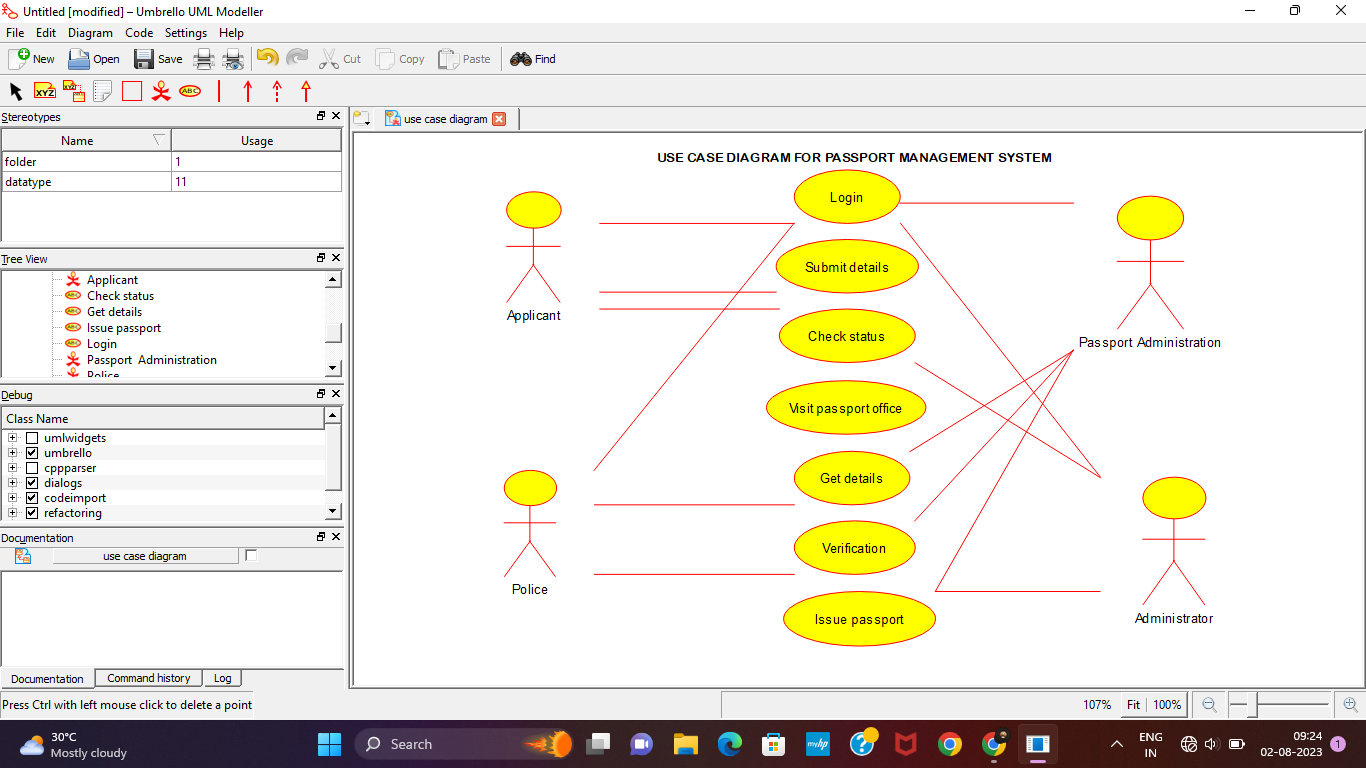 Untitled [modified] – Umbrello UML Modeller
File Edit Diagram Code Settings Help
New Open Save Cut Copy Paste Find
XYZ XYZ ABC
Stereotypes
Name Usage
folder 1
datatype 11
Tree View
Applicant
Check status
Get details
Issue passport
Login
Passport Administration
Police
Debug
Class Name
umlwidgets
umbrello
cppparser
dialogs
codeimport
refactoring
Documentation
use case diagram
Documentation Command history Log
Press Ctrl with left mouse click to delete a point
use case diagram
USE CASE DIAGRAM FOR PASSPORT MANAGEMENT SYSTEM
Login
Submit details
Applicant
Check status
Passport Administration
Visit passport office
Get details
Verification
Police
Issue passport
Administrator
107% Fit 100%
30°C
Mostly cloudy
Search
myhp
ENG
IN
09:24
02-08-2023
1